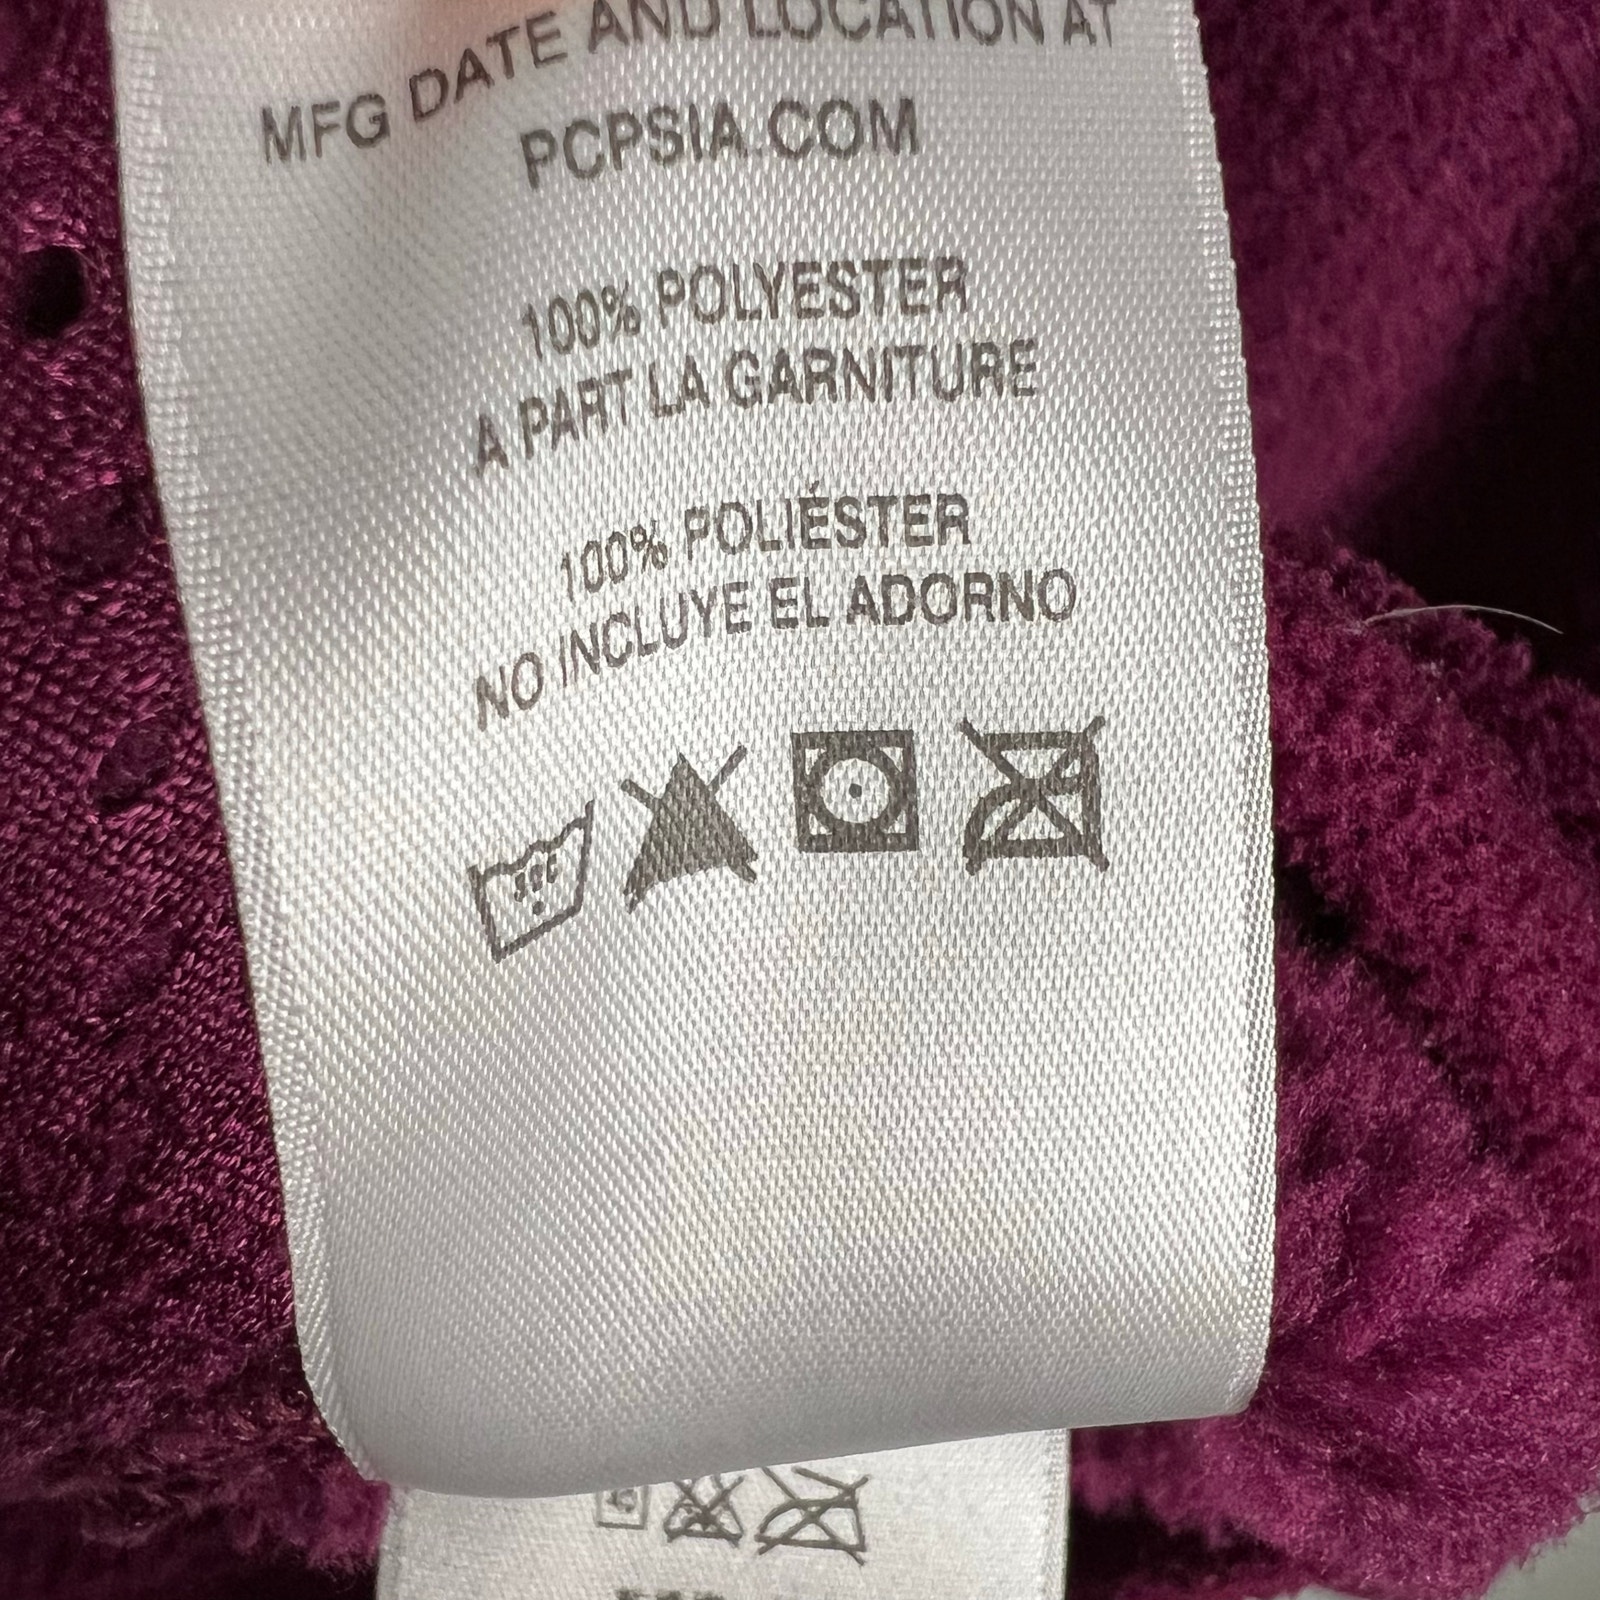 MFG DATE AND LOCATION AT
PCPSIA.COM
100% POLYESTER
A PART LA GARNITURE
100% POLIÉSTER
NO INCLUYE EL ADORNO